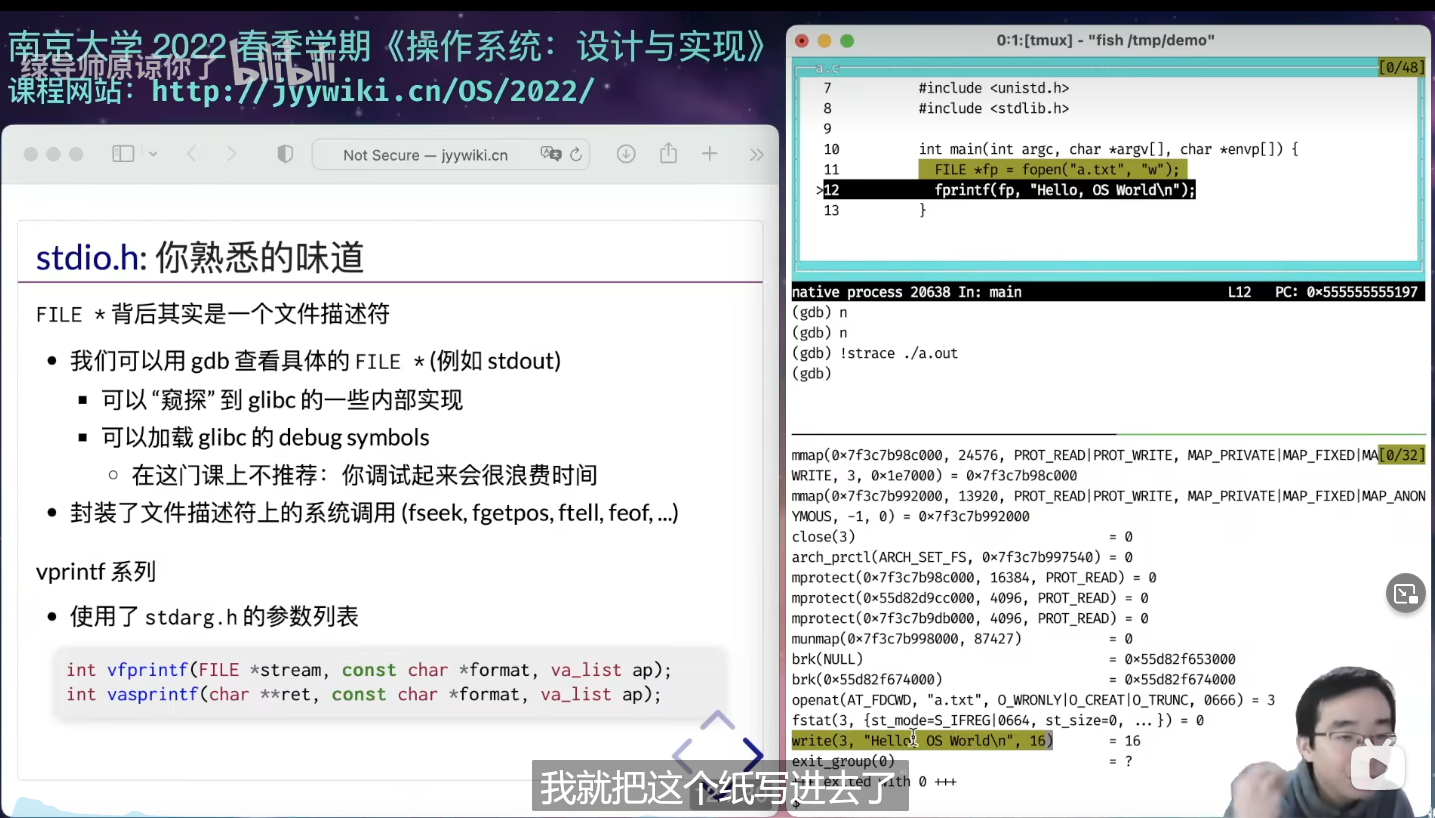 南京大学 2022 春季学期《操作系统：设计与实现》
缘导师原谅你了 bilibili
课程网站：http://jyywiki.cn/OS/2022/
Not Secure — jyywiki.cn
stdio.h: 你熟悉的味道
FILE * 背后其实是一个文件描述符
我们可以用 gdb 查看具体的 FILE * (例如 stdout)
可以 “窥探” 到 glibc 的一些内部实现
可以加载 glibc 的 debug symbols
在这门课上不推荐：你调试起来会很浪费时间
封装了文件描述符上的系统调用 (fseek, fgetpos, ftell, feof, ...)
vprintf 系列
使用了 stdarg.h 的参数列表
int vfprintf(FILE *stream, const char *format, va_list ap);
int vasprintf(char **ret, const char *format, va_list ap);
0:1:[tmux] - "fish /tmp/demo"
a.c [0/48]
7 #include <unistd.h>
8 #include <stdlib.h>
9
10 int main(int argc, char *argv[], char *envp[]) {
11 FILE *fp = fopen("a.txt", "w");
>12 fprintf(fp, "Hello, OS World\n");
13 }
native process 20638 In: main L12 PC: 0x555555555197
(gdb) n
(gdb) n
(gdb) !strace ./a.out
(gdb)
mmap(0x7f3c7b98c000, 24576, PROT_READ|PROT_WRITE, MAP_PRIVATE|MAP_FIXED|MA[0/32]
WRITE, 3, 0x1e7000) = 0x7f3c7b98c000
mmap(0x7f3c7b992000, 13920, PROT_READ|PROT_WRITE, MAP_PRIVATE|MAP_FIXED|MAP_ANON
YMOUS, -1, 0) = 0x7f3c7b992000
close(3) = 0
arch_prctl(ARCH_SET_FS, 0x7f3c7b997540) = 0
mprotect(0x7f3c7b98c000, 16384, PROT_READ) = 0
mprotect(0x55d82d9cc000, 4096, PROT_READ) = 0
mprotect(0x7f3c7b9db000, 4096, PROT_READ) = 0
munmap(0x7f3c7b998000, 87427) = 0
brk(NULL) = 0x55d82f653000
brk(0x55d82f674000) = 0x55d82f674000
openat(AT_FDCWD, "a.txt", O_WRONLY|O_CREAT|O_TRUNC, 0666) = 3
fstat(3, {st_mode=S_IFREG|0664, st_size=0, ...}) = 0
write(3, "Hello, OS World\n", 16) = 16
exit_group(0) = ?
+++ exited with 0 +++
$
我就把这个纸写进去了